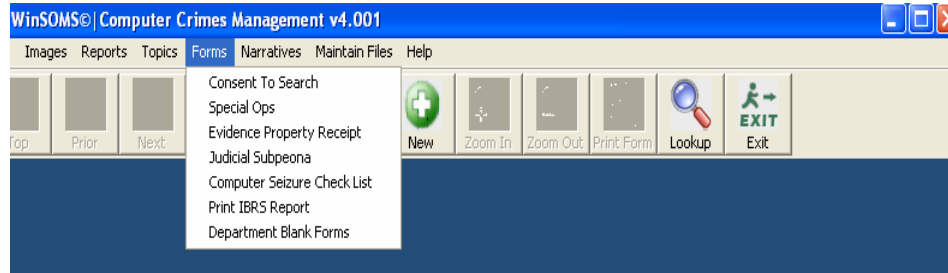 WinSOMS©|Computer Crimes Management v4.001
Images Reports Topics Forms Narratives Maintain Files Help
Consent To Search
Special Ops
Evidence Property Receipt
Judicial Subpeona
Computer Seizure Check List
Print IBRS Report
Department Blank Forms
Top Prior Next New Zoom In Zoom Out Print Form Lookup EXIT Exit